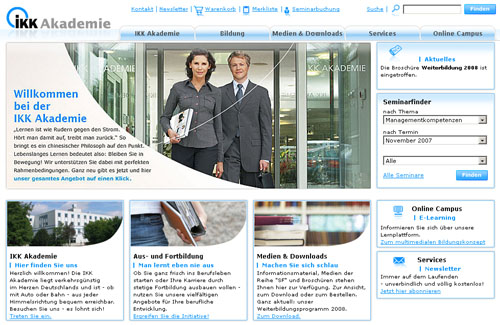 IKK Akademie
Kontakt | Newsletter | Warenkorb | Merkliste | Seminarbuchung
Suche | Finden
IKK Akademie Bildung Medien & Downloads Services Online Campus
IKK AKADEMIE
IKK AKADEMIE
Willkommen
bei der
IKK Akademie
„Lernen ist wie Rudern gegen den Strom.
Hört man damit auf, treibt man zurück." So
bringt es ein chinesischer Philosoph auf den Punkt.
Lebenslanges Lernen bedeutet also: Bleiben Sie in
Bewegung! Wir unterstützen Sie dabei mit perfekten
Rahmenbedingungen. Ganz neu gibt es jetzt und hier
unser gesamtes Angebot auf einen Klick.
| Aktuelles
Die Broschüre Weiterbildung 2008 ist
eingetroffen.
Seminarfinder
nach Thema
Managementkompetenzen
nach Termin
November 2007
Alle
Alle Seminare Finden
IKK Akademie
| Hier finden Sie uns
Herzlich willkommen! Die IKK
Akademie liegt verkehrsgünstig
im Herzen Deutschlands und ist - ob
mit Auto oder Bahn - aus jeder
Himmelsrichtung bequem erreichbar.
Besuchen Sie uns - es lohnt sich!
Treten Sie ein.
Aus- und Fortbildung
| Man lernt eben nie aus
Ob Sie ganz frisch ins Berufsleben
starten oder Ihre Karriere durch
stetige Fortbildung ausbauen wollen -
nutzen Sie unsere vielfältigen
Angebote für Ihre berufliche
Entwicklung.
Ergreifen Sie die Initiative!
Medien & Downloads
| Machen Sie sich schlau
Informationsmaterial, Medien der
Reihe "SF" und Broschüren stehen
Ihnen hier zur Verfügung. Zur Ansicht,
zum Download oder zum Bestellen.
Ganz aktuell: unser
Weiterbildungsprogramm 2008.
Zum Download.
Online Campus
| E-Learning
Informieren Sie sich über unsere
Lernplattform.
Zum multimedialen Bildungskonzept
Services
| Newsletter
Immer auf dem Laufenden
- unverbindlich und völlig kostenlos!
Jetzt hier abonnieren